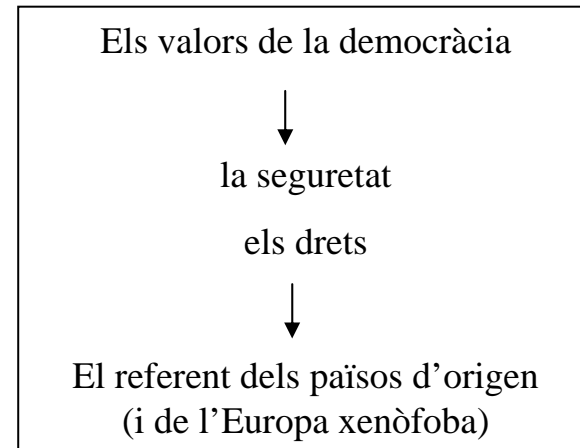 Els valors de la democràcia
la seguretat
els drets
El referent dels països d’origen
(i de l’Europa xenòfoba)